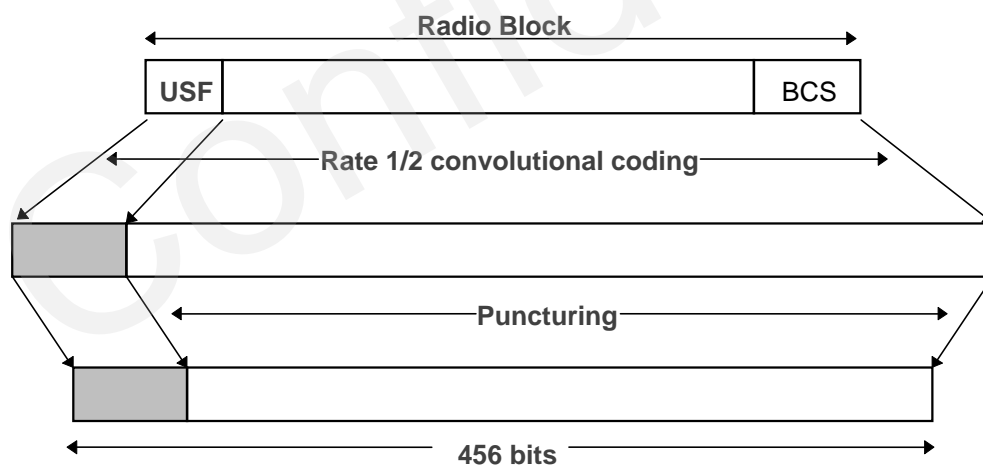 Radio Block
USF
BCS
Rate 1/2 convolutional coding
Puncturing
456 bits